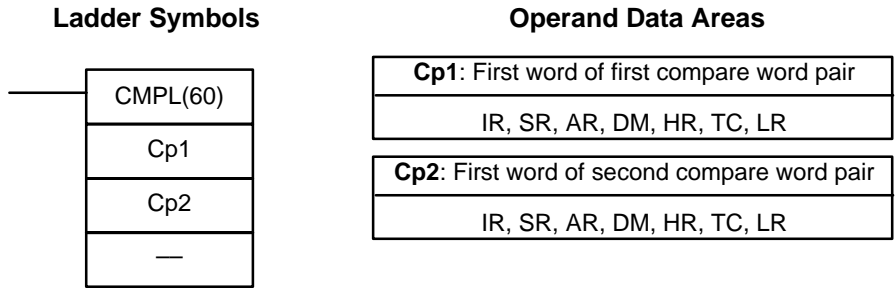 Ladder Symbols
CMPL(60)
Cp1
Cp2
—
Operand Data Areas
Cp1: First word of first compare word pair
IR, SR, AR, DM, HR, TC, LR
Cp2: First word of second compare word pair
IR, SR, AR, DM, HR, TC, LR